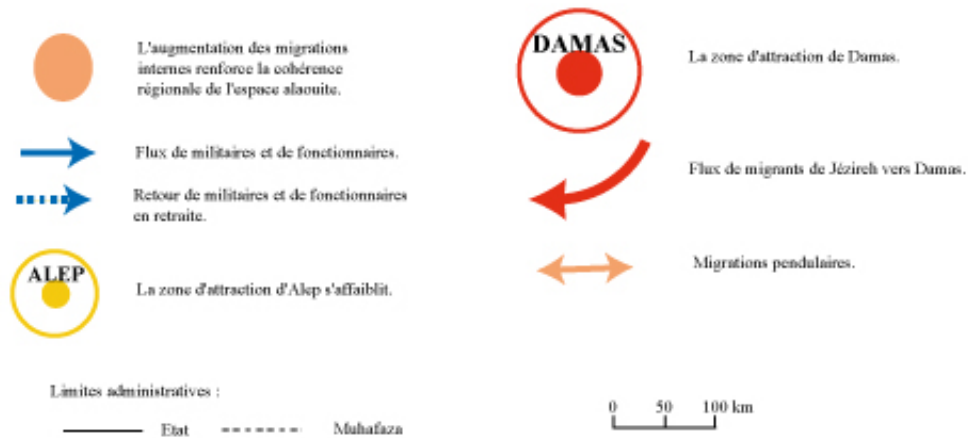 L'augmentation des migrations
internes renforce la cohérence
régionale de l'espace alaouite.
Flux de militaires et de fonctionnaires.
Retour de militaires et de fonctionnaires
en retraite.
ALEP
La zone d'attraction d'Alep s'affaiblit.
DAMAS
La zone d'attraction de Damas.
Flux de migrants de Jézireh vers Damas.
Migrations pendulaires.
Limites administratives :
Etat
Muhafaza
0 50 100 km